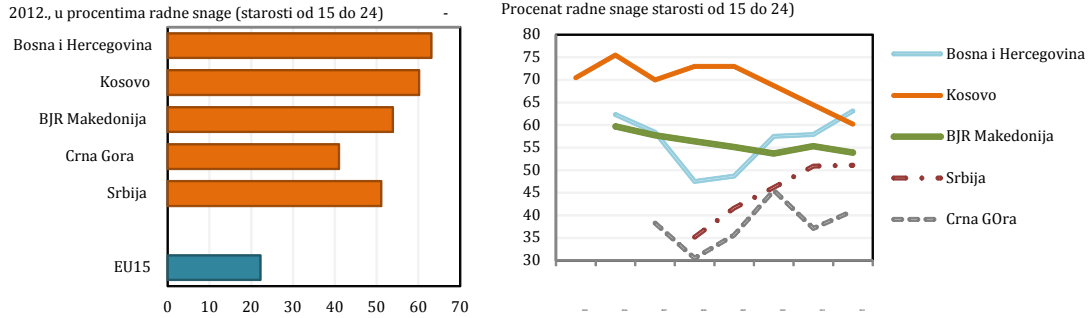 2012., u procentima radne snage (starosti od 15 do 24) -
Bosna i Hercegovina
Kosovo
BJR Makedonija
Crna Gora
Srbija
EU15
0 10 20 30 40 50 60 70
Procenat radne snage starosti od 15 do 24)
80
75
70
65
60
55
50
45
40
35
30
Bosna i Hercegovina
Kosovo
BJR Makedonija
Srbija
Crna GOra